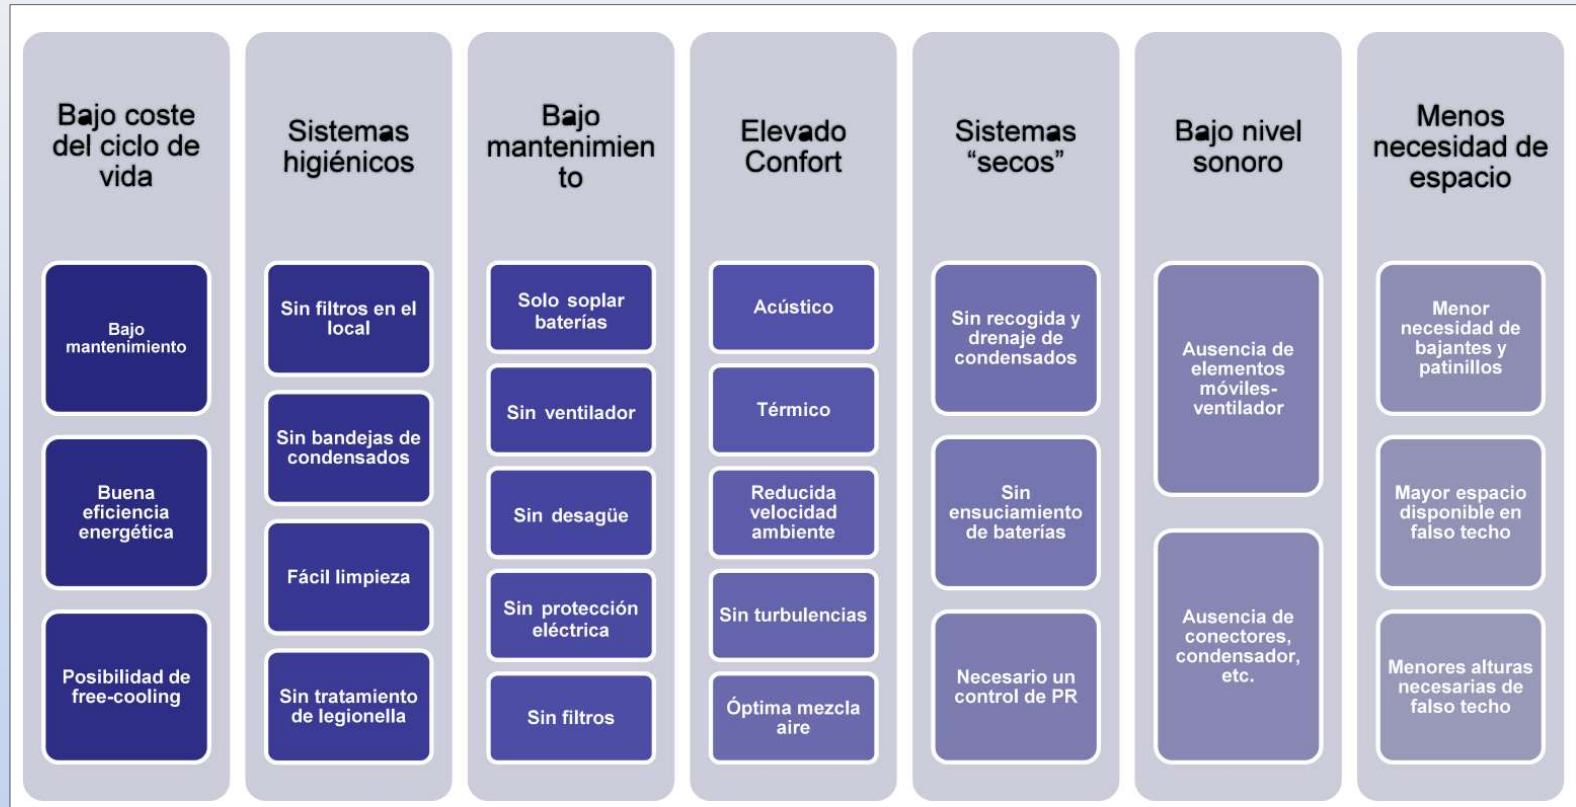 Bajo coste
del ciclo de
vida
Bajo
mantenimiento
Buena
eficiencia
energética
Posibilidad de
free-cooling
Sistemas
higiénicos
Sin filtros en el
local
Sin bandejas de
condensados
Fácil limpieza
Sin tratamiento
de legionella
Bajo
mantenimien
to
Solo soplar
baterías
Sin ventilador
Sin desagüe
Sin protección
eléctrica
Sin filtros
Elevado
Confort
Acústico
Térmico
Reducida
velocidad
ambiente
Sin turbulencias
Óptima mezcla
aire
Sistemas
“secos”
Sin recogida y
drenaje de
condensados
Sin
ensuciamiento
de baterías
Necesario un
control de PR
Bajo nivel
sonoro
Ausencia de
elementos
móviles-
ventilador
Ausencia de
conectores,
condensador,
etc.
Menos
necesidad de
espacio
Menor
necesidad de
bajantes y
patinillos
Mayor espacio
disponible en
falso techo
Menores alturas
necesarias de
falso techo